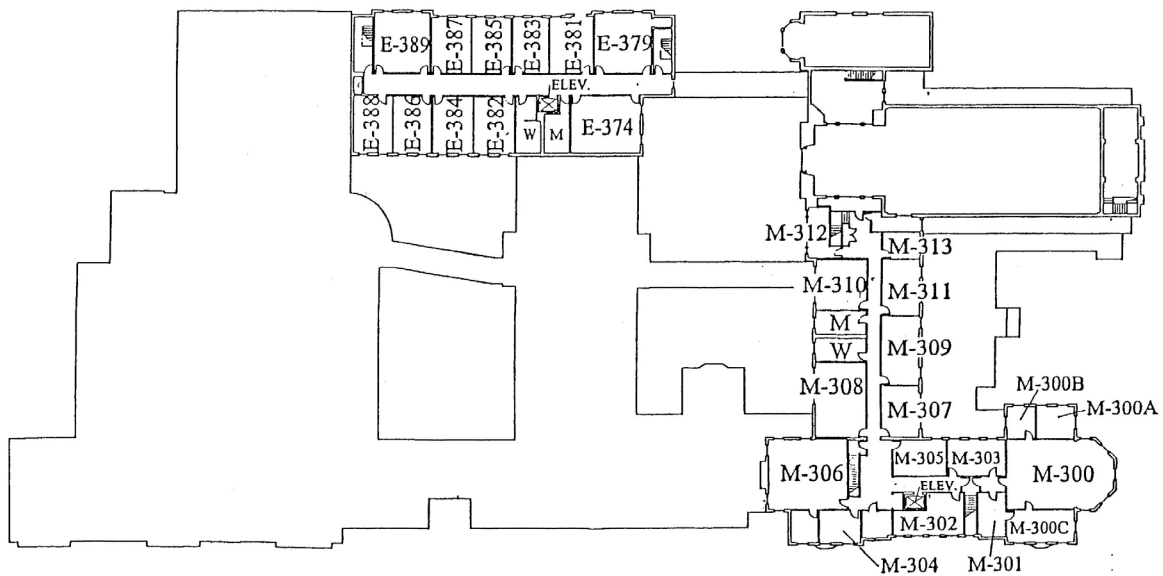 E-389
E-387
E-385
E-383
E-381
E-379
ELEV.
E-388
E-386
E-384
E-382
W
M
E-374
M-312
M-313
M-310
M-311
M
M-309
W
M-308
M-307
M-300B
M-300A
M-306
M-305
M-303
M-300
ELEV.
M-302
M-300C
M-304
M-301